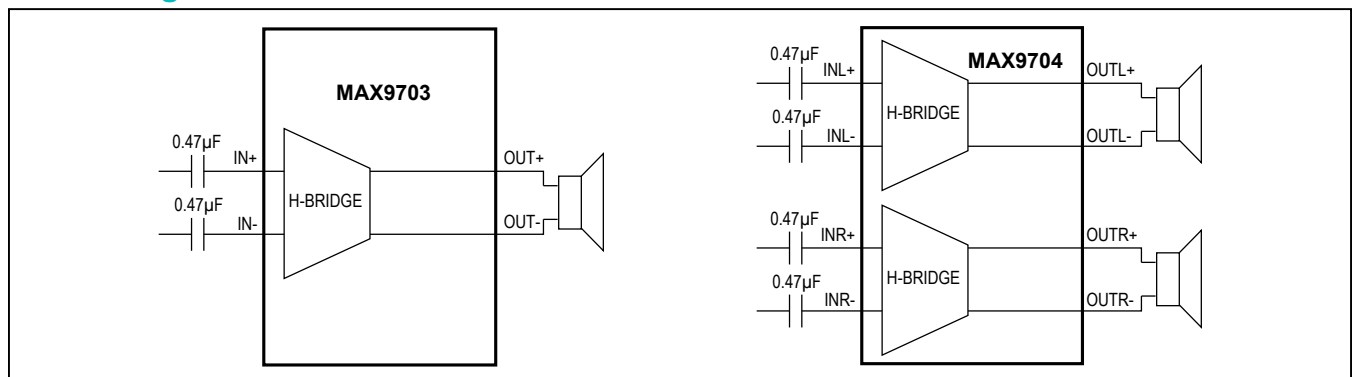 MAX9703
0.47µF
IN+
0.47µF
IN-
H-BRIDGE
OUT+
OUT-
MAX9704
0.47µF
INL+
0.47µF
INL-
H-BRIDGE
OUTL+
OUTL-
0.47µF
INR+
0.47µF
INR-
H-BRIDGE
OUTR+
OUTR-